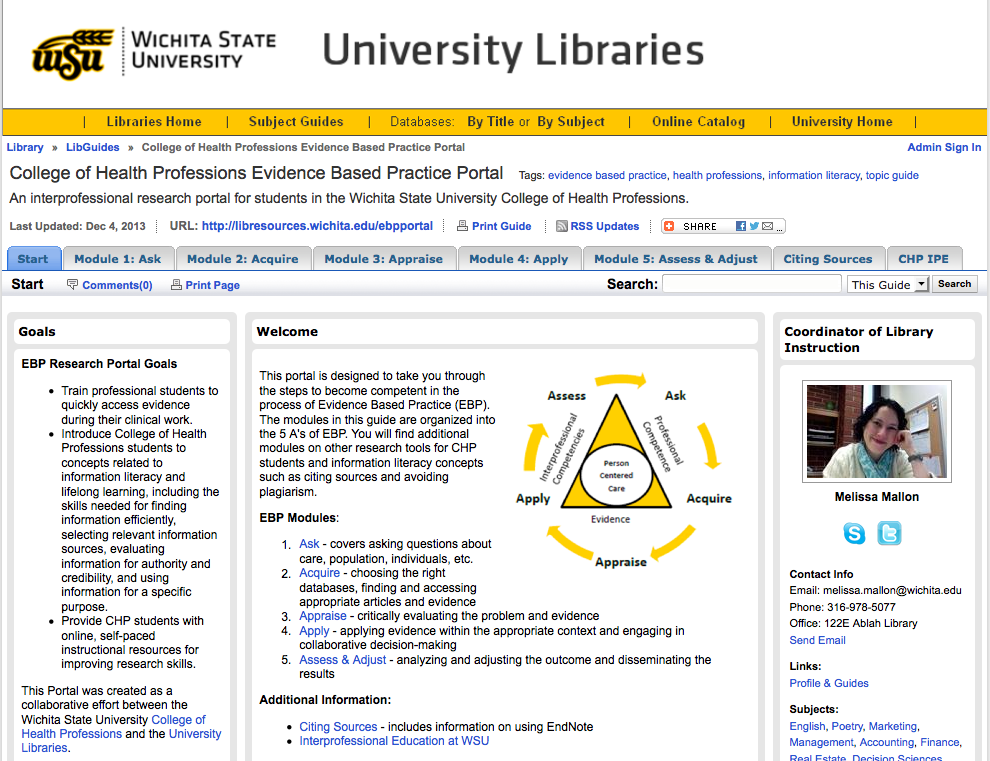 WSU
WICHITA STATE
UNIVERSITY
University Libraries
| Libraries Home | Subject Guides | Databases: By Title or By Subject | Online Catalog | University Home |
Library » LibGuides » College of Health Professions Evidence Based Practice Portal
Admin Sign In
College of Health Professions Evidence Based Practice Portal Tags: evidence based practice, health professions, information literacy, topic guide
An interprofessional research portal for students in the Wichita State University College of Health Professions.
Last Updated: Dec 4, 2013 URL: http://libresources.wichita.edu/ebpportal Print Guide RSS Updates SHARE ...
Start Module 1: Ask Module 2: Acquire Module 3: Appraise Module 4: Apply Module 5: Assess & Adjust Citing Sources CHP IPE
Start Comments(0) Print Page Search: This Guide Search
Goals
EBP Research Portal Goals
• Train professional students to
quickly access evidence
during their clinical work.
• Introduce College of Health
Professions students to
concepts related to
information literacy and
lifelong learning, including the
skills needed for finding
information efficiently,
selecting relevant information
sources, evaluating
information for authority and
credibility, and using
information for a specific
purpose.
• Provide CHP students with
online, self-paced
instructional resources for
improving research skills.
This Portal was created as a
collaborative effort between the
Wichita State University College of
Health Professions and the University
Libraries.
Welcome
This portal is designed to take you through
the steps to become competent in the
process of Evidence Based Practice (EBP).
The modules in this guide are organized into
the 5 A's of EBP. You will find additional
modules on other research tools for CHP
students and information literacy concepts
such as citing sources and avoiding
plagiarism.
Assess
Ask
Interprofessional
Competencies
Professional
Competence
Person
Centered
Care
Apply
Acquire
Evidence
Appraise
EBP Modules:
1. Ask - covers asking questions about
care, population, individuals, etc.
2. Acquire - choosing the right
databases, finding and accessing
appropriate articles and evidence
3. Appraise - critically evaluating the problem and evidence
4. Apply - applying evidence within the appropriate context and engaging in
collaborative decision-making
5. Assess & Adjust - analyzing and adjusting the outcome and disseminating the
results
Additional Information:
• Citing Sources - includes information on using EndNote
• Interprofessional Education at WSU
Coordinator of Library
Instruction
Melissa Mallon
Contact Info
Email: melissa.mallon@wichita.edu
Phone: 316-978-5077
Office: 122E Ablah Library
Send Email
Links:
Profile & Guides
Subjects:
English, Poetry, Marketing,
Management, Accounting, Finance,
Real Estate, Decision Sciences